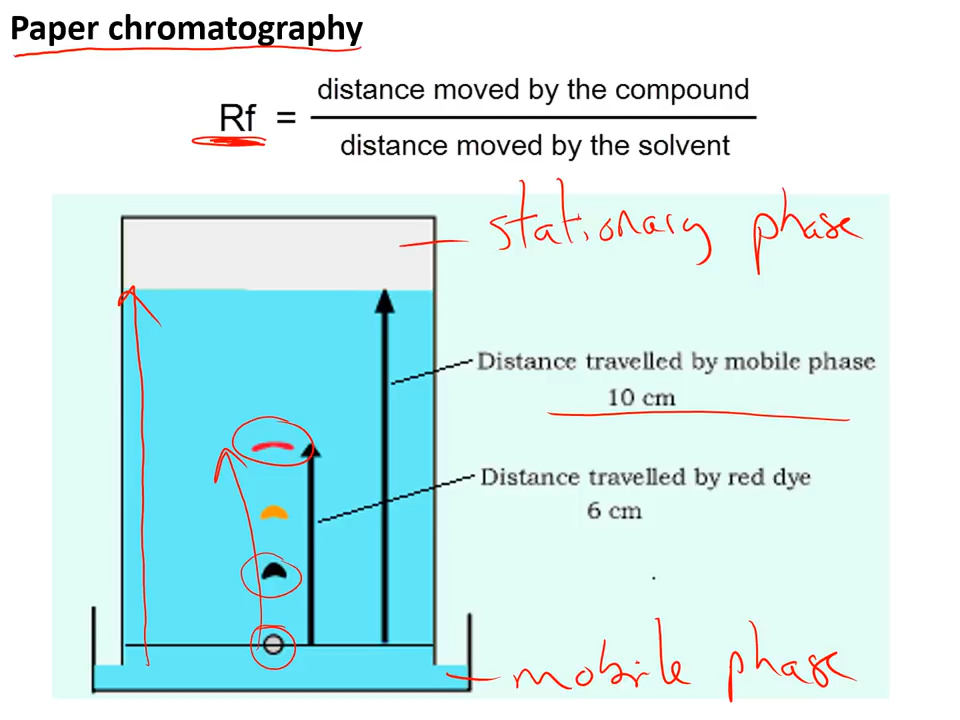 Paper chromatography
Rf = distance moved by the compound
distance moved by the solvent
stationary phase
Distance travelled by mobile phase
10 cm
Distance travelled by red dye
6 cm
mobile phase